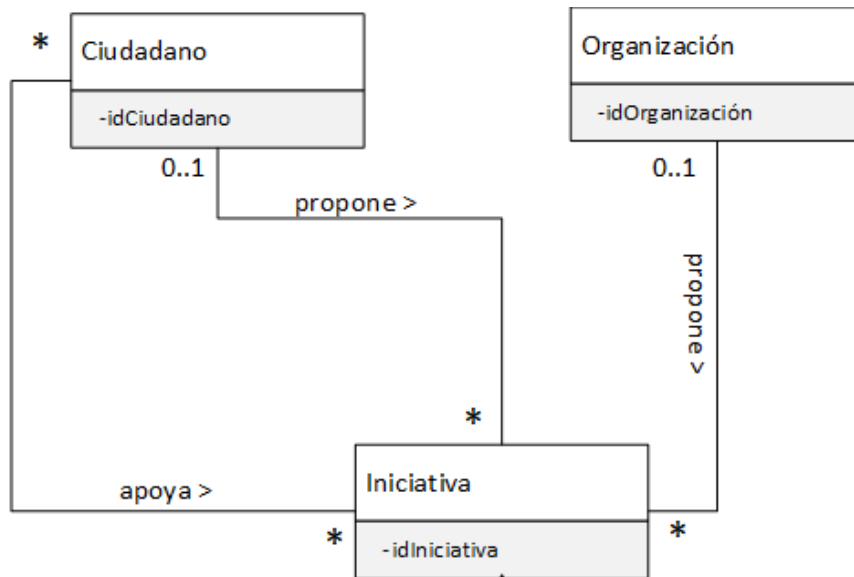 * Ciudadano
-idCiudadano
Organización
-idOrganización
0..1
0..1
propone >
propone >
*
Iniciativa
-idIniciativa
apoya >
*
*